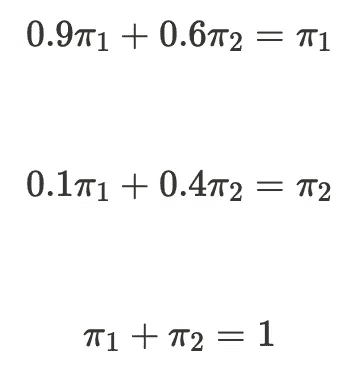 0.9π₁ + 0.6π₂ = π₁
0.1π₁ + 0.4π₂ = π₂
π₁ + π₂ = 1